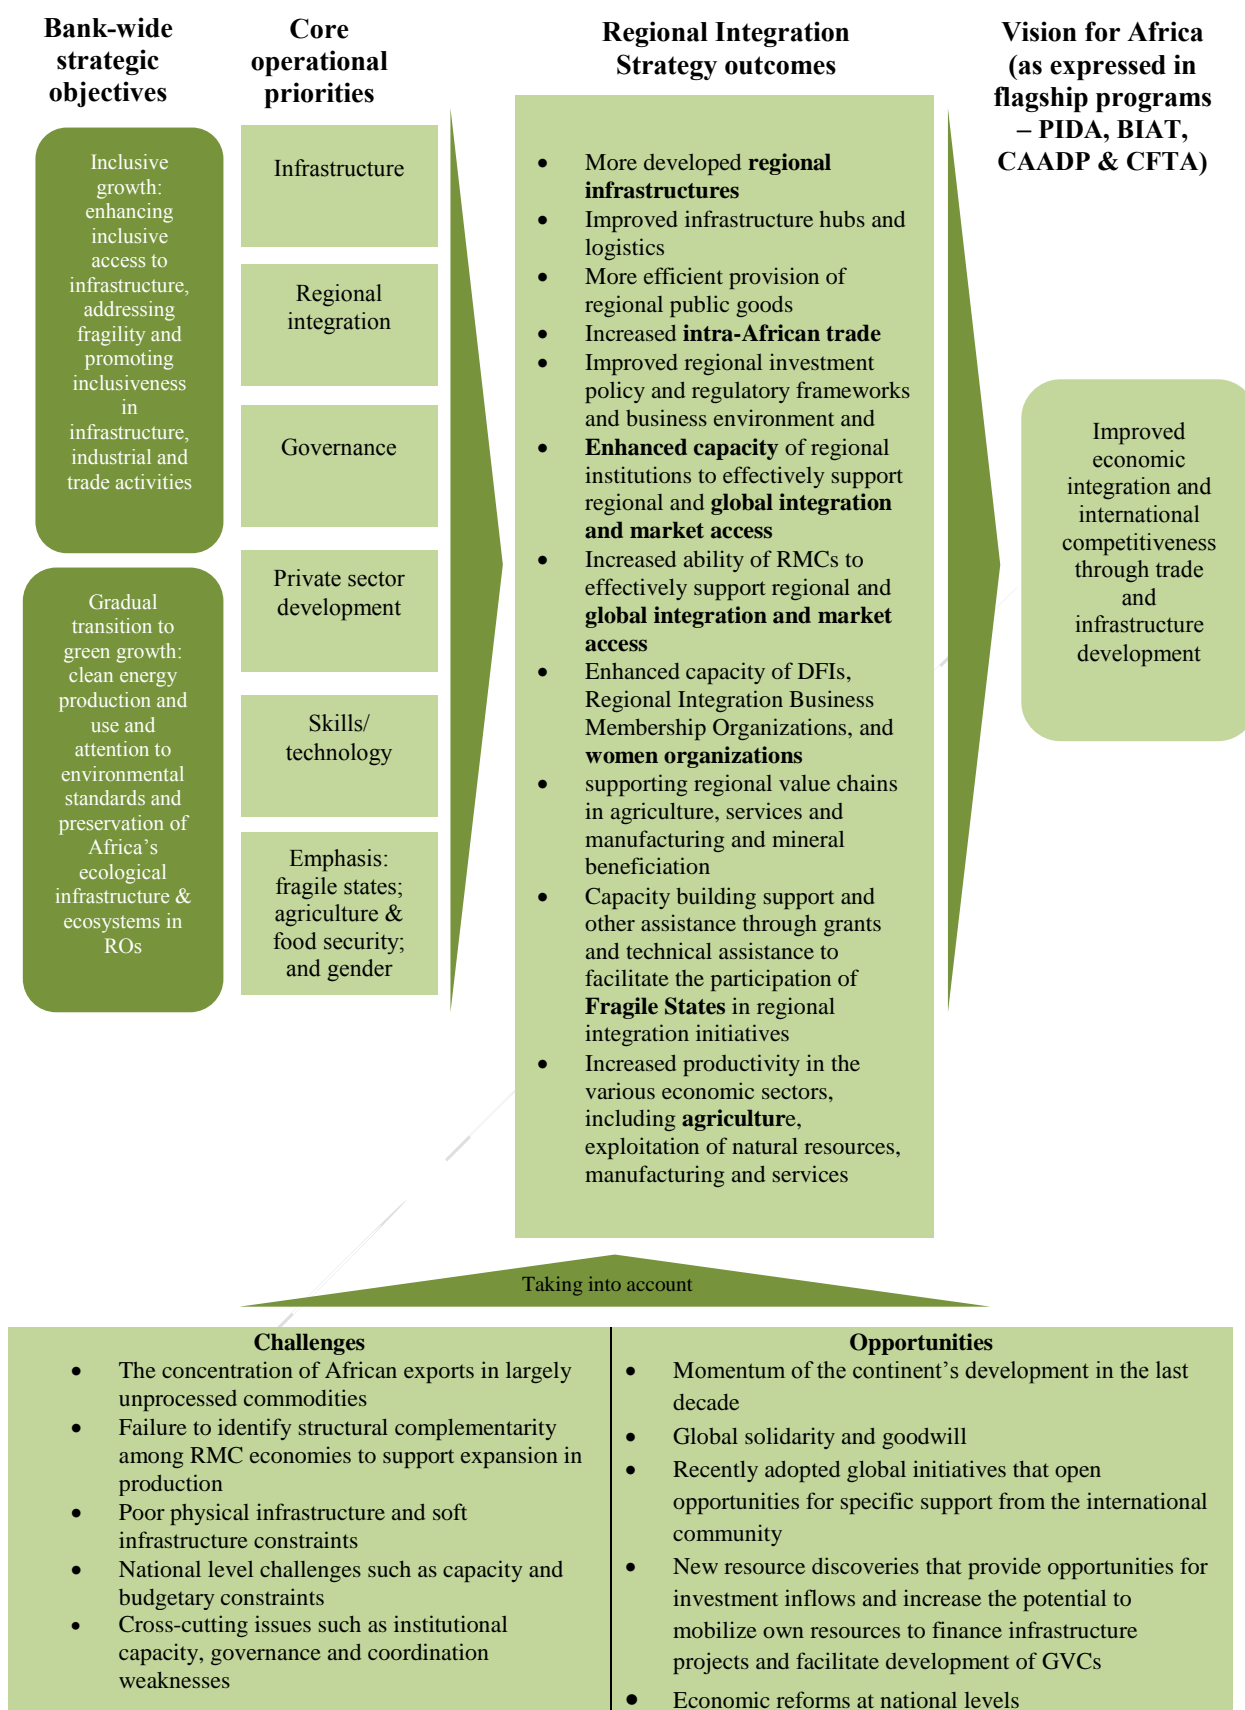 Bank-wide
strategic
objectives
Core
operational
priorities
Regional Integration
Strategy outcomes
Vision for Africa
(as expressed in
flagship programs
– PIDA, BIAT,
CAADP & CFTA)
Inclusive
growth:
enhancing
inclusive
access to
infrastructure,
addressing
fragility and
promoting
inclusiveness
in
infrastructure,
industrial and
trade activities
Gradual
transition to
green growth:
clean energy
production and
use and
attention to
environmental
standards and
preservation of
Africa’s
ecological
infrastructure &
ecosystems in
ROs
Infrastructure
Regional
integration
Governance
Private sector
development
Skills/
technology
Emphasis:
fragile states;
agriculture &
food security;
and gender
• More developed regional
infrastructures
• Improved infrastructure hubs and
logistics
• More efficient provision of
regional public goods
• Increased intra-African trade
• Improved regional investment
policy and regulatory frameworks
and business environment and
• Enhanced capacity of regional
institutions to effectively support
regional and global integration
and market access
• Increased ability of RMCs to
effectively support regional and
global integration and market
access
• Enhanced capacity of DFIs,
Regional Integration Business
Membership Organizations, and
women organizations
• supporting regional value chains
in agriculture, services and
manufacturing and mineral
beneficiation
• Capacity building support and
other assistance through grants
and technical assistance to
facilitate the participation of
Fragile States in regional
integration initiatives
• Increased productivity in the
various economic sectors,
including agriculture,
exploitation of natural resources,
manufacturing and services
Improved
economic
integration and
international
competitiveness
through trade
and
infrastructure
development
Taking into account
Challenges
• The concentration of African exports in largely
unprocessed commodities
• Failure to identify structural complementarity
among RMC economies to support expansion in
production
• Poor physical infrastructure and soft
infrastructure constraints
• National level challenges such as capacity and
budgetary constraints
• Cross-cutting issues such as institutional
capacity, governance and coordination
weaknesses
Opportunities
• Momentum of the continent’s development in the last
decade
• Global solidarity and goodwill
• Recently adopted global initiatives that open
opportunities for specific support from the international
community
• New resource discoveries that provide opportunities for
investment inflows and increase the potential to
mobilize own resources to finance infrastructure
projects and facilitate development of GVCs
• Economic reforms at national levels